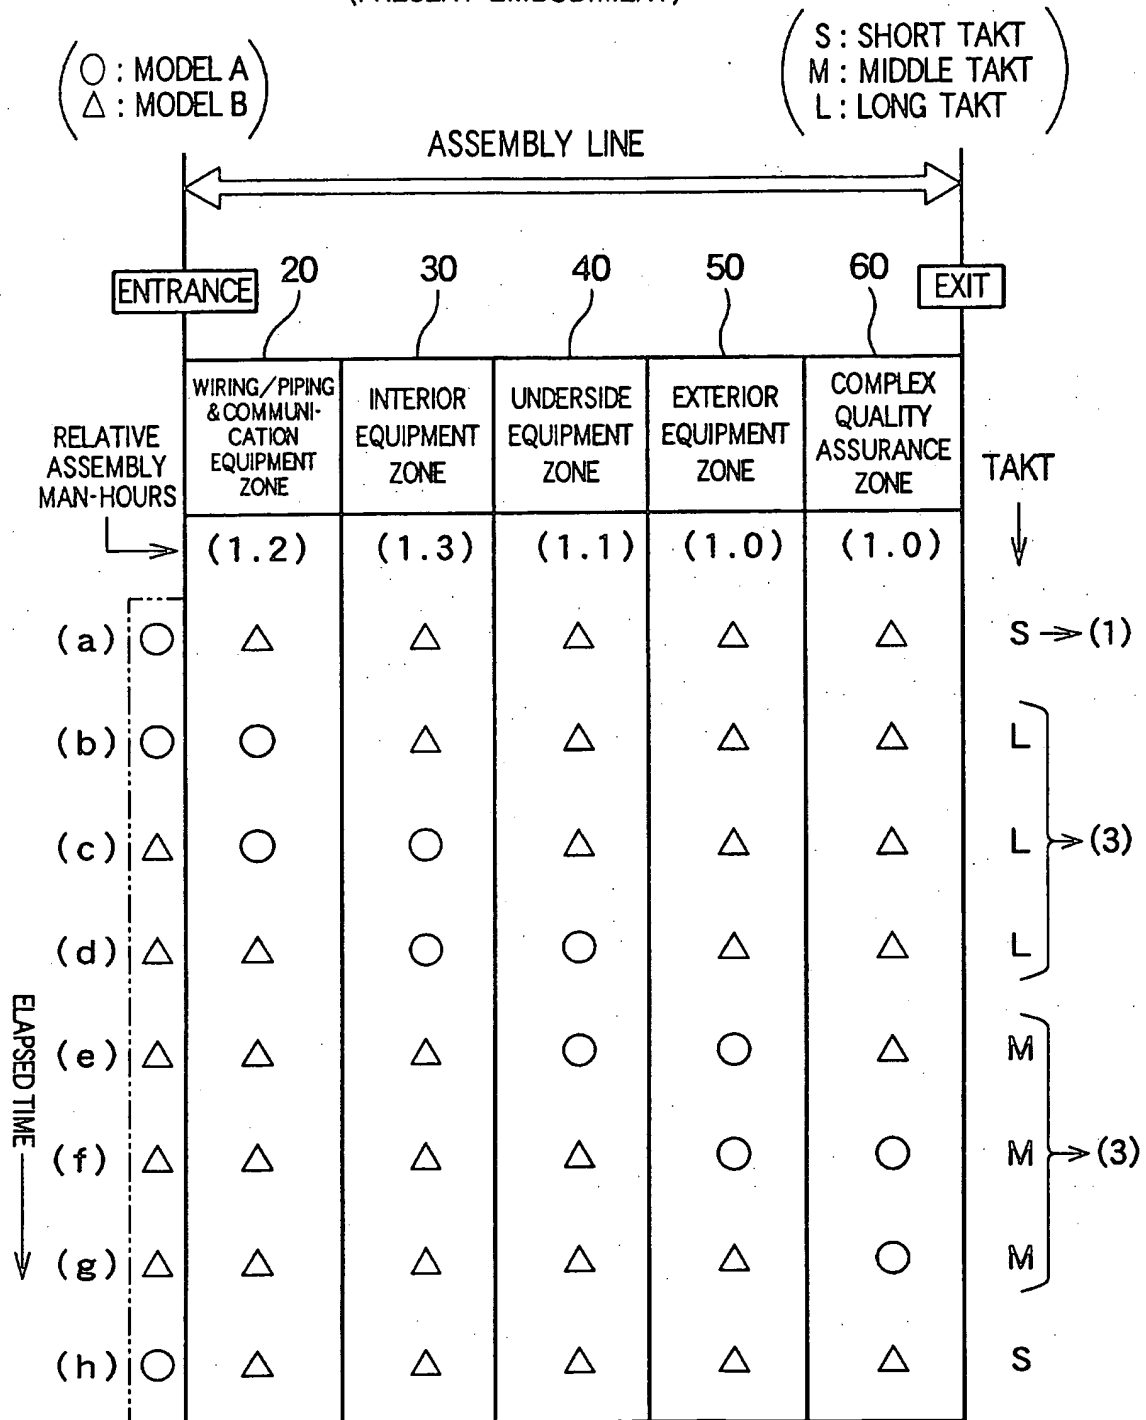 (PRESENT EMBODIMENT)
○ : MODEL A
△ : MODEL B
S : SHORT TAKT
M : MIDDLE TAKT
L : LONG TAKT
ASSEMBLY LINE
ENTRANCE
20
30
40
50
60
EXIT
WIRING/PIPING
& COMMUNI-
CATION
EQUIPMENT
ZONE
INTERIOR
EQUIPMENT
ZONE
UNDERSIDE
EQUIPMENT
ZONE
EXTERIOR
EQUIPMENT
ZONE
COMPLEX
QUALITY
ASSURANCE
ZONE
RELATIVE
ASSEMBLY
MAN-HOURS
TAKT
(1.2) (1.3) (1.1) (1.0) (1.0)
(a) ○ △ △ △ △ △ S → (1)
(b) ○ ○ △ △ △ △ L
(c) △ ○ ○ △ △ △ L → (3)
(d) △ △ ○ ○ △ △ L
(e) △ △ △ ○ ○ △ M
(f) △ △ △ △ ○ ○ M → (3)
(g) △ △ △ △ △ ○ M
(h) ○ △ △ △ △ △ S
ELAPSED TIME